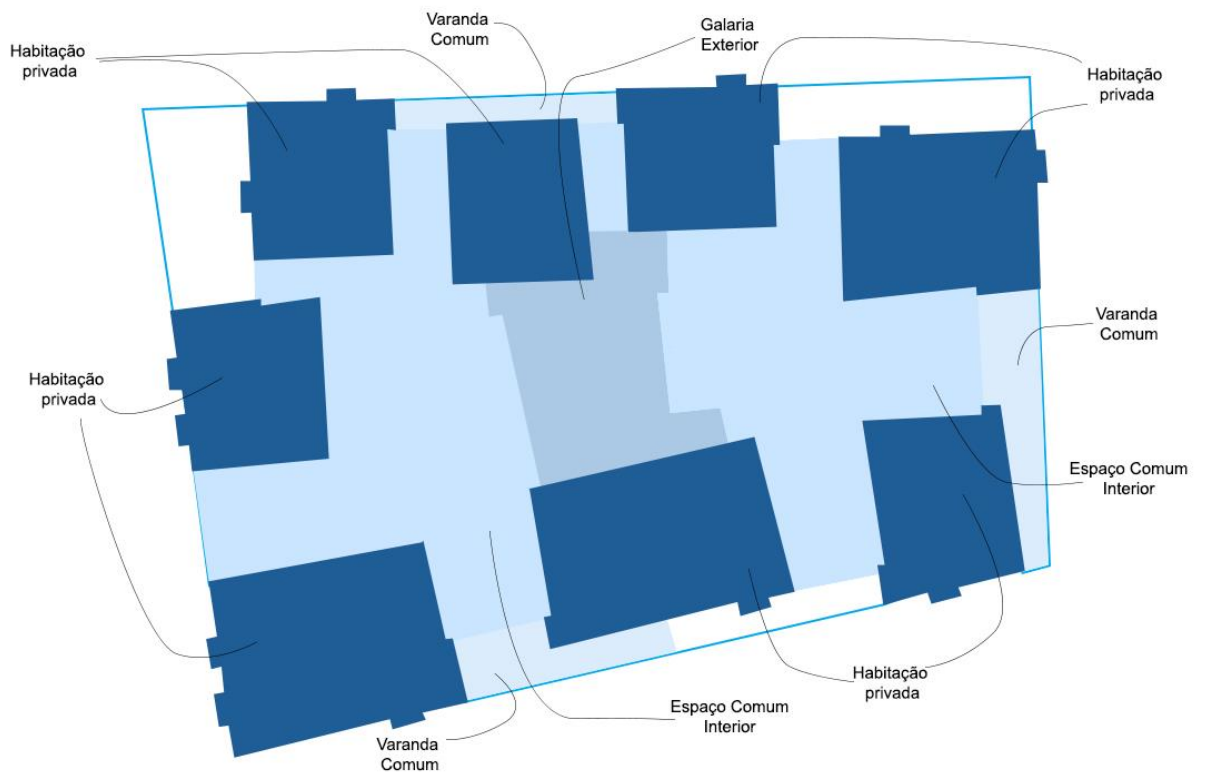 Varanda
Comum
Galaria
Exterior
Habitação
privada
Habitação
privada
Varanda
Comum
Habitação
privada
Espaço Comum
Interior
Habitação
privada
Espaço Comum
Interior
Varanda
Comum